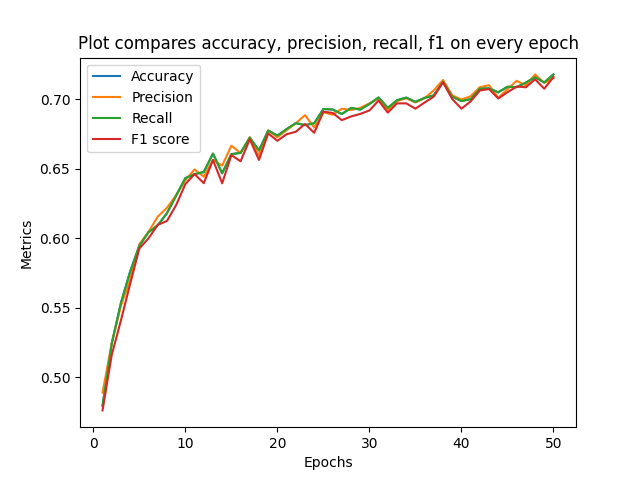 Plot compares accuracy, precision, recall, f1 on every epoch
Accuracy
Precision
Recall
F1 score
0.70
0.65
0.60
0.55
0.50
Metrics
0 10 20 30 40 50
Epochs